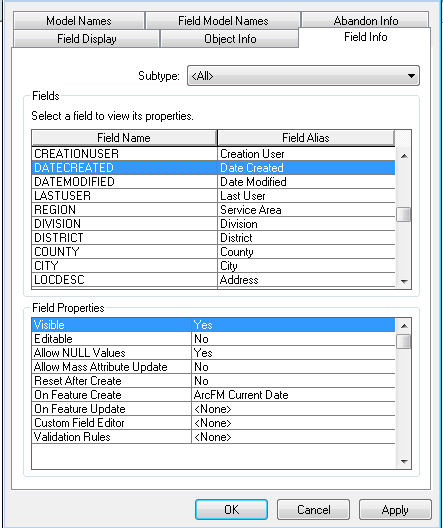 Model Names Field Model Names Abandon Info
Field Display Object Info Field Info
Subtype: <All>
Fields
Select a field to view its properties.
Field Name Field Alias
CREATIONUSER Creation User
DATECREATED Date Created
DATEMODIFIED Date Modified
LASTUSER Last User
REGION Service Area
DIVISION Division
DISTRICT District
COUNTY County
CITY City
LOCDESC Address
Field Properties
Visible Yes
Editable No
Allow NULL Values Yes
Allow Mass Attribute Update No
Reset After Create No
On Feature Create ArcFM Current Date
On Feature Update <None>
Custom Field Editor <None>
Validation Rules <None>
OK Cancel Apply